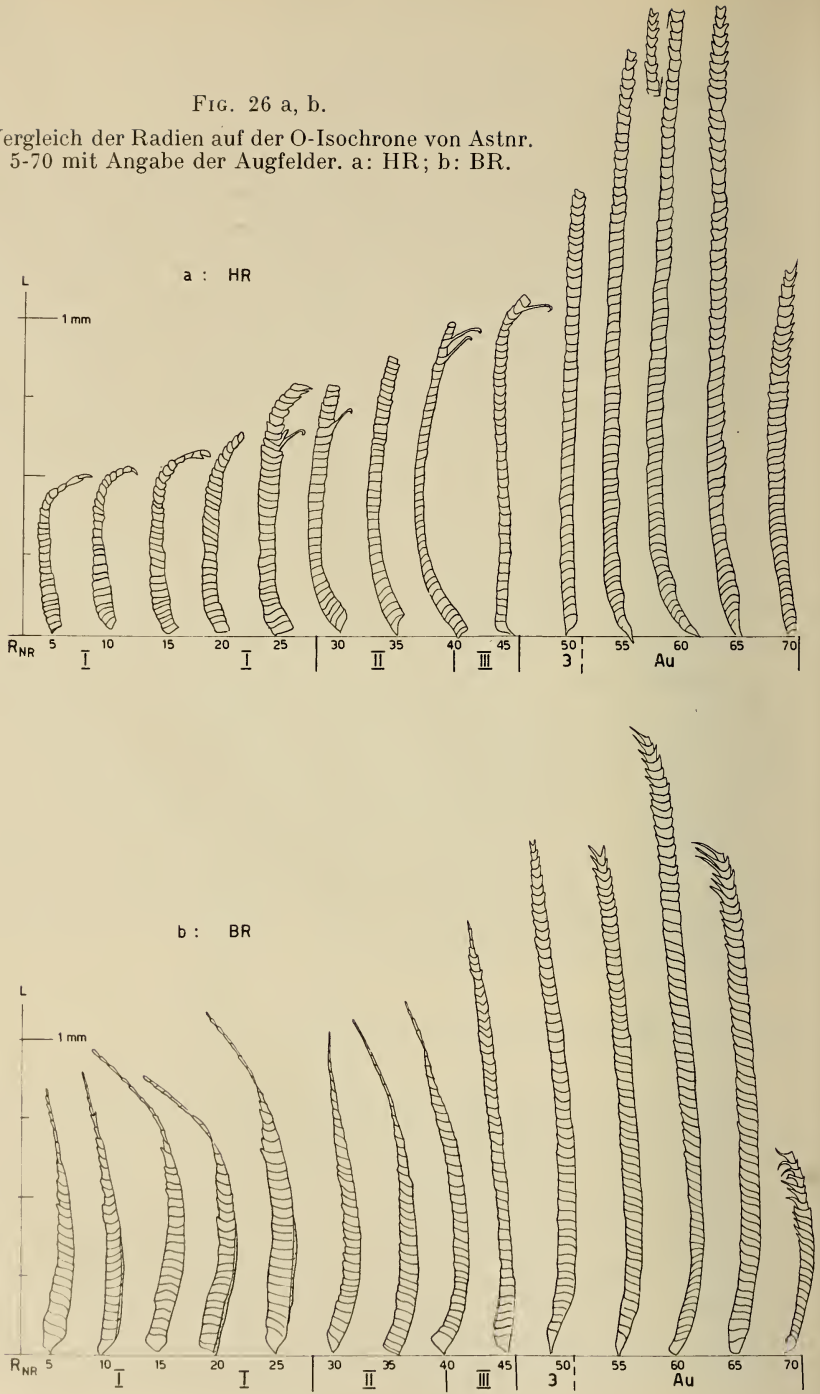 FIG. 26 a, b.
ergleich der Radien auf der O-Isochrone von Astnr.
5-70 mit Angabe der Augfelder. a: HR; b: BR.
a : HR
L
1 mm
R_NR 5 10 15 20 25 30 35 40 45 50 55 60 65 70
I I II III 3 Au
b : BR
L
1 mm
R_NR 5 10 15 20 25 30 35 40 45 50 55 60 65 70
I I II III 3 Au